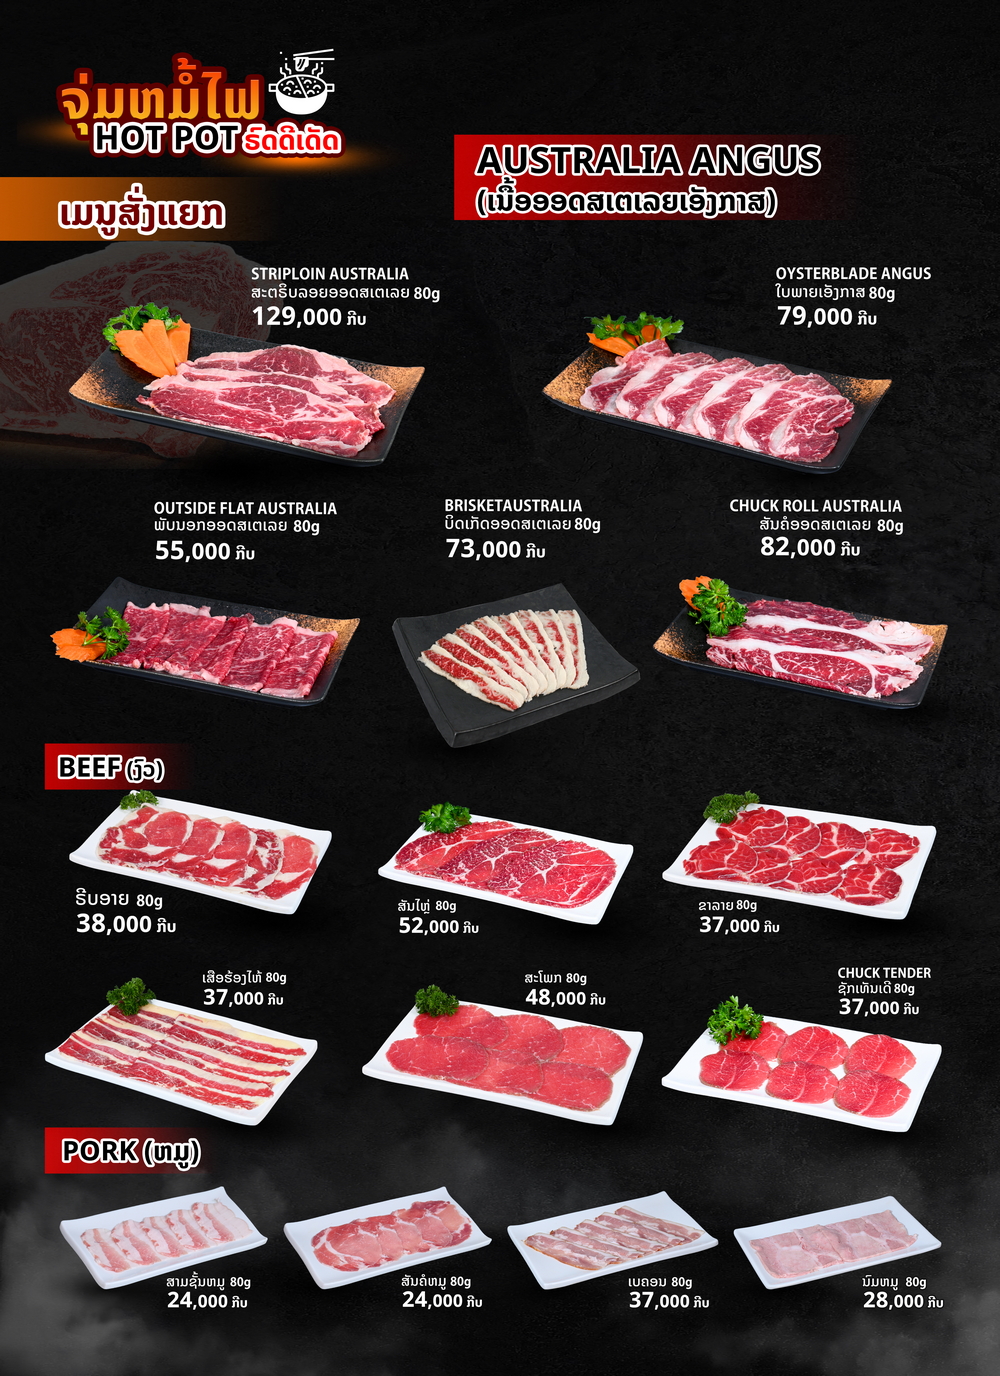 ຈຸ່ມຫມໍ້ໄຟ
HOT POT ຣົດດີເດັດ
ເມນູສັ່ງແຍກ
AUSTRALIA ANGUS
(ເນື້ອອອດສເຕເລຍເອັງກາສ)
STRIPLOIN AUSTRALIA
ສະຕຣິບລອຍອອດສເຕເລຍ 80g
129,000 ກີບ
OYSTERBLADE ANGUS
ໃບພາຍເອັງກາສ 80g
79,000 ກີບ
OUTSIDE FLAT AUSTRALIA
ພັບນອກອອດສເຕເລຍ 80g
55,000 ກີບ
BRISKETAUSTRALIA
ບິດເກັດອອດສເຕເລຍ 80g
73,000 ກີບ
CHUCK ROLL AUSTRALIA
ສັນຄໍອອດສເຕເລຍ 80g
82,000 ກີບ
BEEF (ງົວ)
ຣີບອາຍ 80g
38,000 ກີບ
ສັນໄຫຼ່ 80g
52,000 ກີບ
ຂາລາຍ 80g
37,000 ກີບ
ເສືອຮ້ອງໄຫ້ 80g
37,000 ກີບ
ສະໂພກ 80g
48,000 ກີບ
CHUCK TENDER
ຊັກເທັນເດີ 80g
37,000 ກີບ
PORK (ຫມູ)
ສາມຊັ້ນຫມູ 80g
24,000 ກີບ
ສັນຄໍຫມູ 80g
24,000 ກີບ
ເບຄອນ 80g
37,000 ກີບ
ນົມຫມູ 80g
28,000 ກີບ